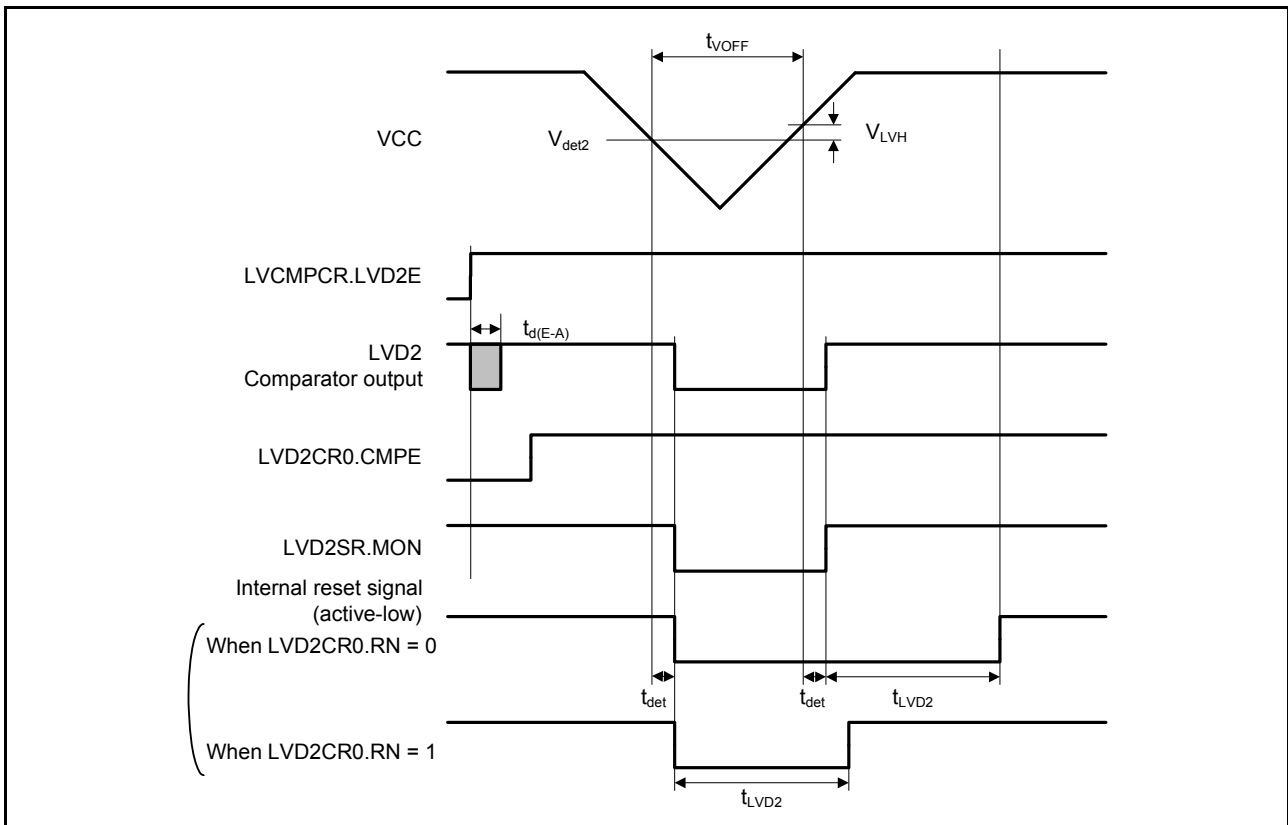 tVOFF
VCC
Vdet2
VLVH
LVCMPCR.LVD2E
td(E-A)
LVD2
Comparator output
LVD2CR0.CMPE
LVD2SR.MON
Internal reset signal
(active-low)
When LVD2CR0.RN = 0
tdet
tdet
tLVD2
When LVD2CR0.RN = 1
tLVD2